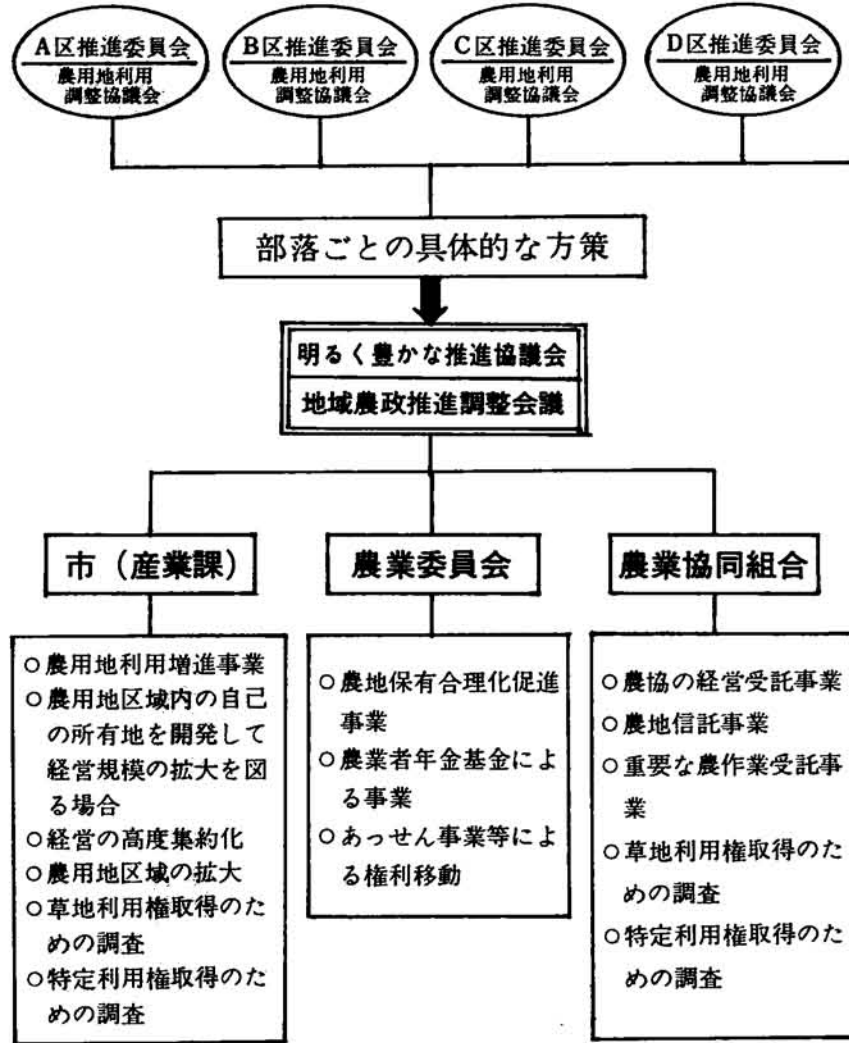 A区推進委員会
農用地利用
調整協議会
B区推進委員会
農用地利用
調整協議会
C区推進委員会
農用地利用
調整協議会
D区推進委員会
農用地利用
調整協議会
部落ごとの具体的な方策
明るく豊かな推進協議会
地域農政推進調整会議
市（産業課）
○農用地利用増進事業
○農用地区域内の自己
の所有地を開発して
経営規模の拡大を図
る場合
○経営の高度集約化
○農用地区域の拡大
○草地利用権取得のた
めの調査
○特定利用権取得のた
めの調査
農業委員会
○農地保有合理化促進
事業
○農業者年金基金によ
る事業
○あっせん事業等によ
る権利移動
農業協同組合
○農協の経営受託事業
○農地信託事業
○重要な農作業受託事
業
○草地利用権取得のた
めの調査
○特定利用権取得のた
めの調査